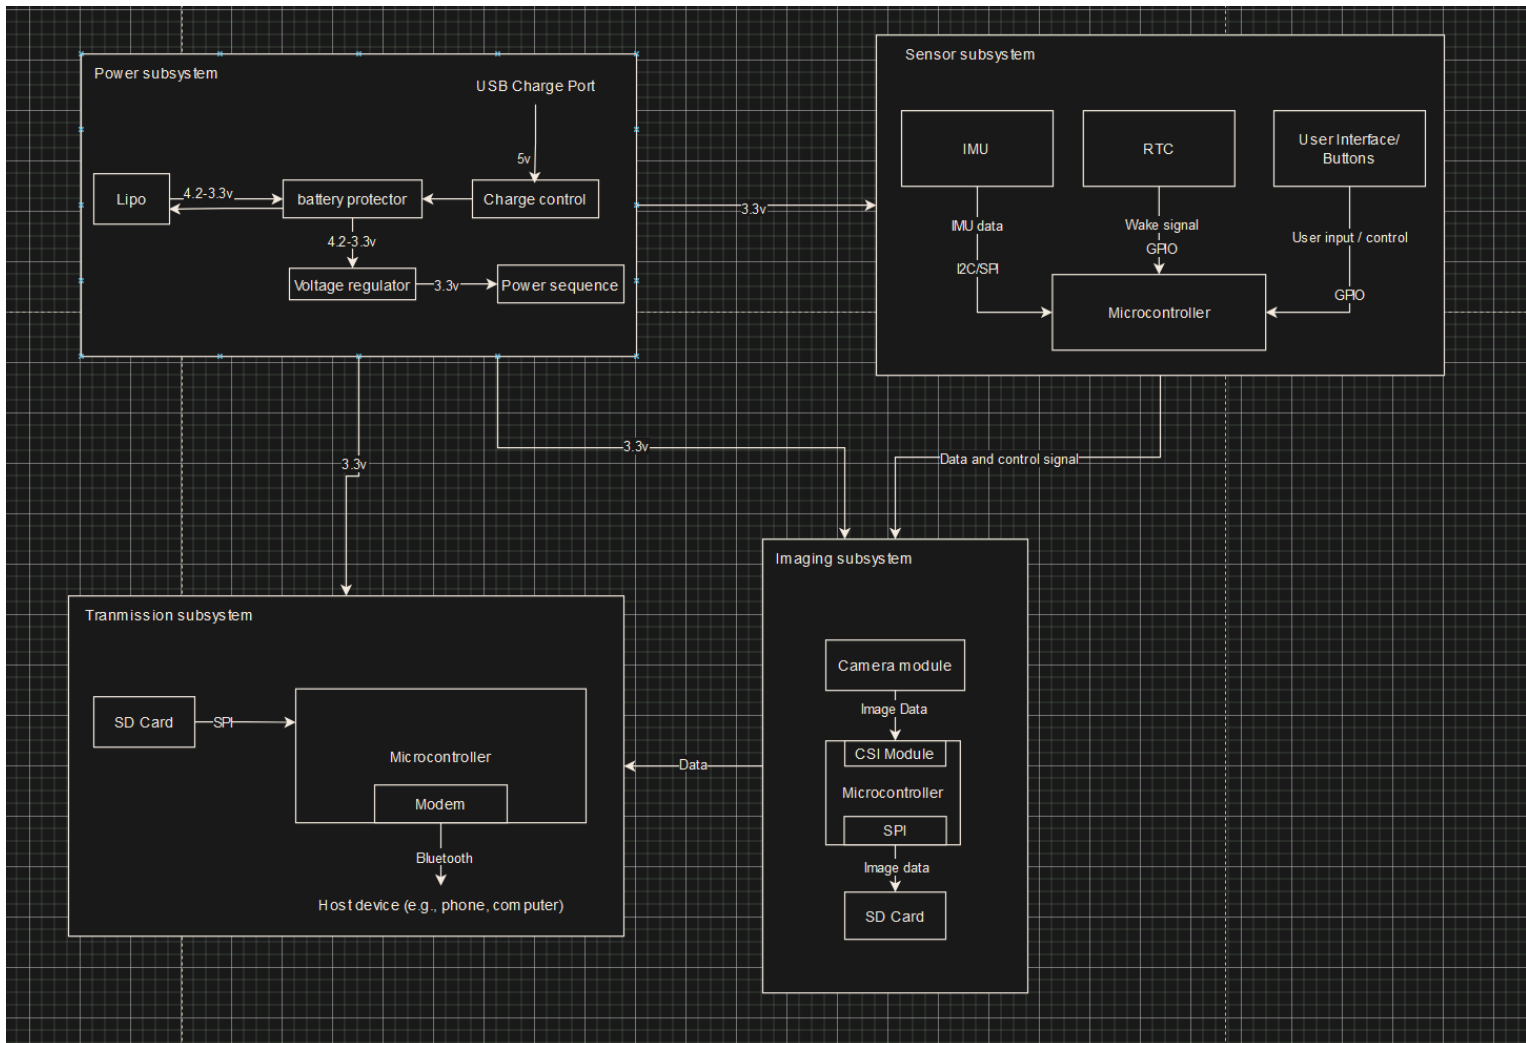 Power subsystem
USB Charge Port
5v
Lipo
4.2-3.3v
battery protector
Charge control
4.2-3.3v
Voltage regulator
3.3v
Power sequence
3.3v
Sensor subsystem
IMU
RTC
User Interface/
Buttons
IMU data
I2C/SPI
Wake signal
GPIO
User input / control
GPIO
Microcontroller
3.3v
3.3v
Data and control signal
Tranmission subsystem
SD Card
SPI
Microcontroller
Modem
Bluetooth
Host device (e.g., phone, computer)
Data
Imaging subsystem
Camera module
Image Data
CSI Module
Microcontroller
SPI
Image data
SD Card